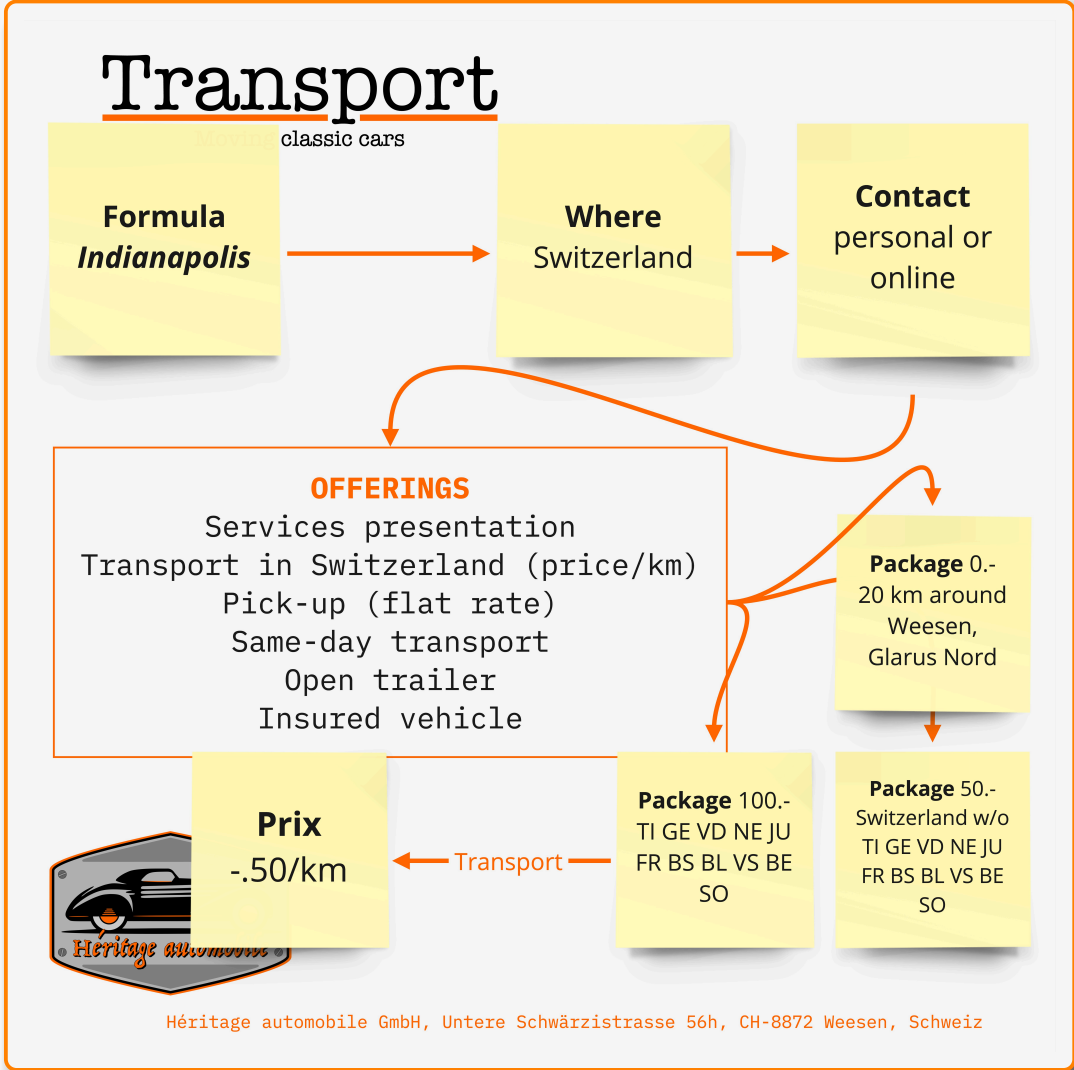 Transport
Moving classic cars
Formula
Indianapolis
Where
Switzerland
Contact
personal or
online
OFFERINGS
Services presentation
Transport in Switzerland (price/km)
Pick-up (flat rate)
Same-day transport
Open trailer
Insured vehicle
Package 0.-
20 km around
Weesen,
Glarus Nord
Prix
-.50/km
Transport
Package 100.-
TI GE VD NE JU
FR BS BL VS BE
SO
Package 50.-
Switzerland w/o
TI GE VD NE JU
FR BS BL VS BE
SO
Héritage automobile
Héritage automobile GmbH, Untere Schwärzistrasse 56h, CH-8872 Weesen, Schweiz